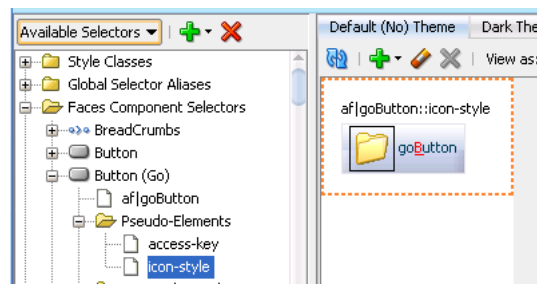 Available Selectors
Style Classes
Global Selector Aliases
Faces Component Selectors
BreadCrumbs
Button
Button (Go)
af|goButton
Pseudo-Elements
access-key
icon-style
Default (No) Theme
Dark The
View as:
af|goButton::icon-style
goButton